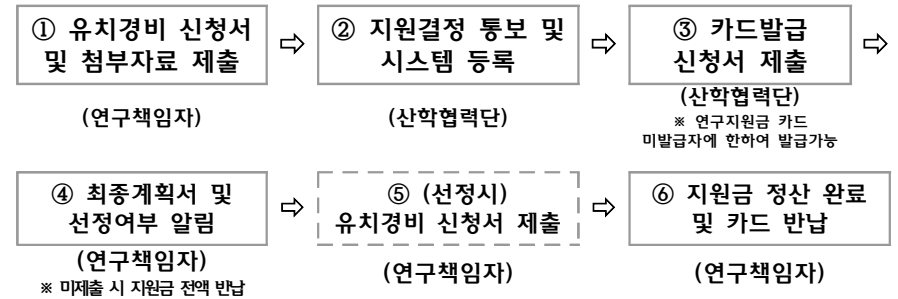 ① 유치경비 신청서
및 첨부자료 제출
(연구책임자)
② 지원결정 통보 및
시스템 등록
(산학협력단)
③ 카드발급
신청서 제출
(산학협력단)
※ 연구지원금 카드
미발급자에 한하여 발급가능
④ 최종계획서 및
선정여부 알림
(연구책임자)
※ 미제출 시 지원금 전액 반납
⑤ (선정시)
유치경비 신청서 제출
(연구책임자)
⑥ 지원금 정산 완료
및 카드 반납
(연구책임자)